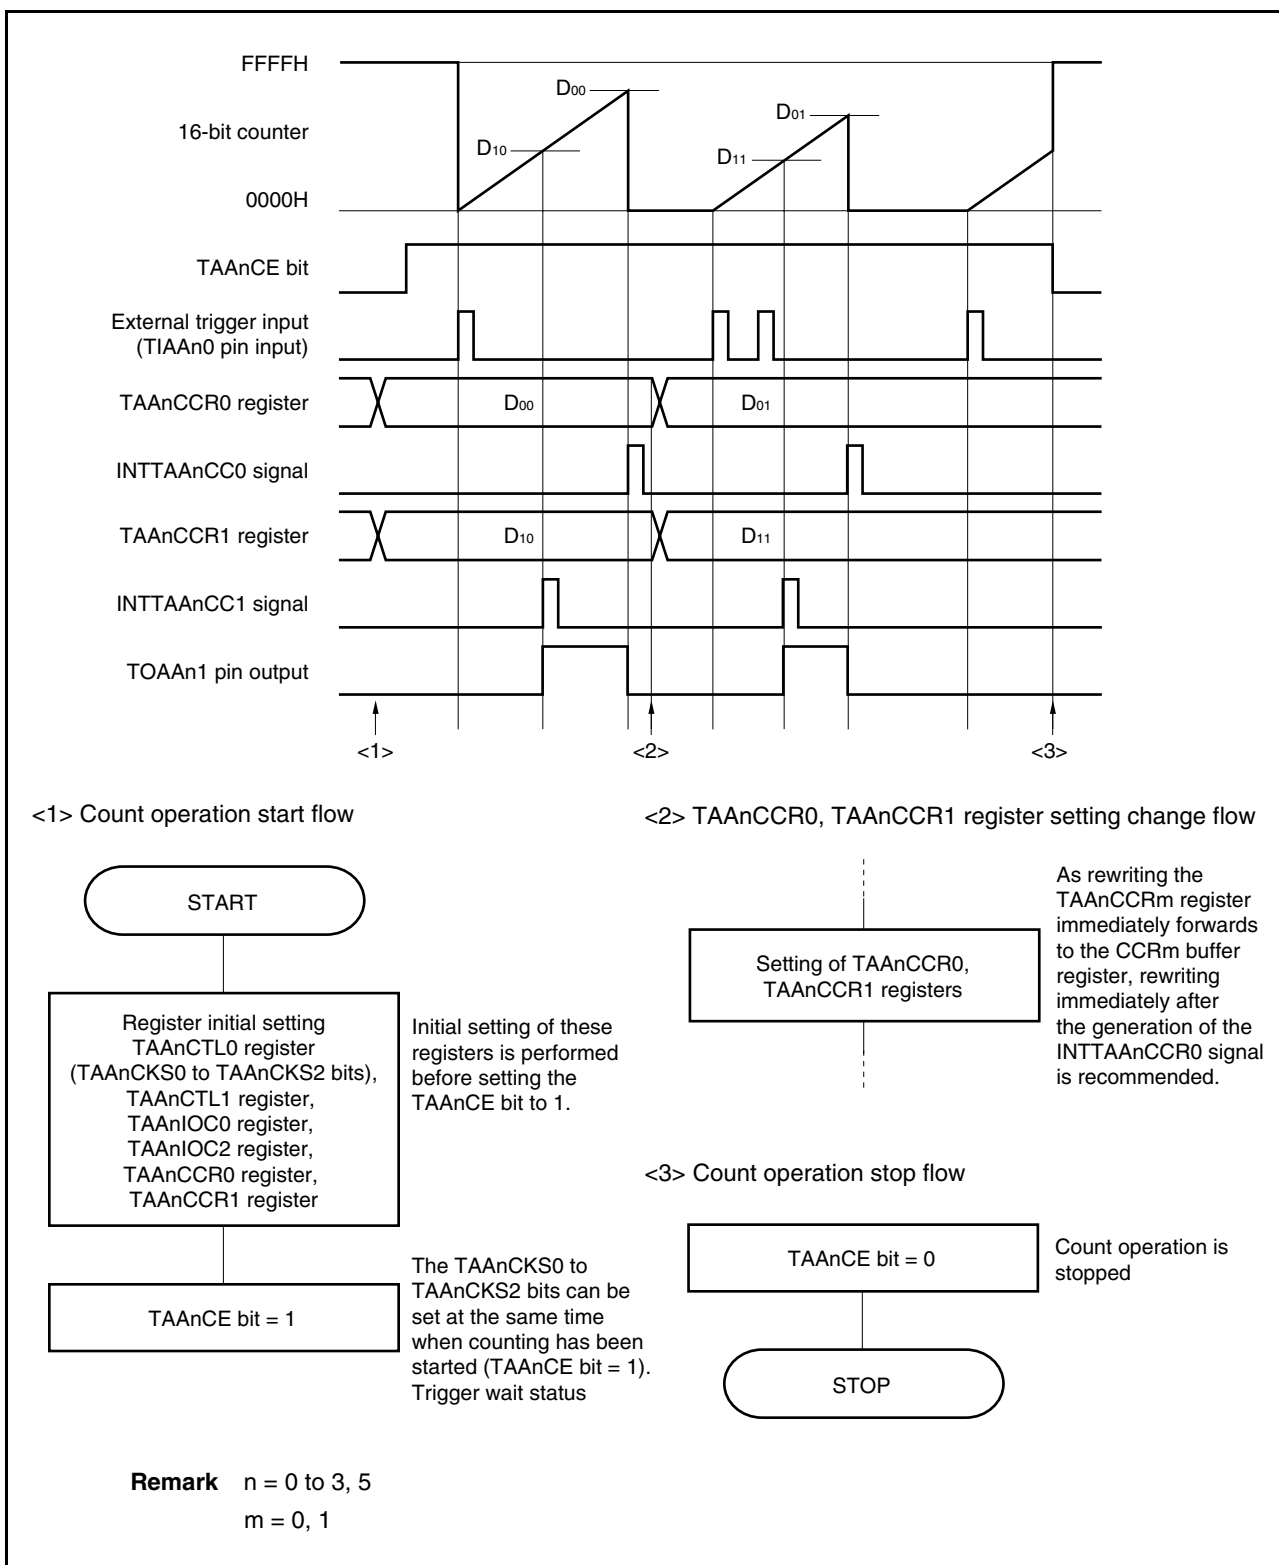 FFFFH
D00
D01
16-bit counter
D10
D11
0000H
TAAnCE bit
External trigger input
(TIAAn0 pin input)
TAAnCCR0 register
D00
D01
INTTAAnCC0 signal
TAAnCCR1 register
D10
D11
INTTAAnCC1 signal
TOAAn1 pin output
<1>
<2>
<3>
<1> Count operation start flow
START
Register initial setting
TAAnCTL0 register
(TAAnCKS0 to TAAnCKS2 bits),
TAAnCTL1 register,
TAAnIOC0 register,
TAAnIOC2 register,
TAAnCCR0 register,
TAAnCCR1 register
Initial setting of these
registers is performed
before setting the
TAAnCE bit to 1.
TAAnCE bit = 1
The TAAnCKS0 to
TAAnCKS2 bits can be
set at the same time
when counting has been
started (TAAnCE bit = 1).
Trigger wait status
<2> TAAnCCR0, TAAnCCR1 register setting change flow
Setting of TAAnCCR0,
TAAnCCR1 registers
As rewriting the
TAAnCCRm register
immediately forwards
to the CCRm buffer
register, rewriting
immediately after
the generation of the
INTTAAnCCR0 signal
is recommended.
<3> Count operation stop flow
TAAnCE bit = 0
Count operation is
stopped
STOP
Remark n = 0 to 3, 5
m = 0, 1